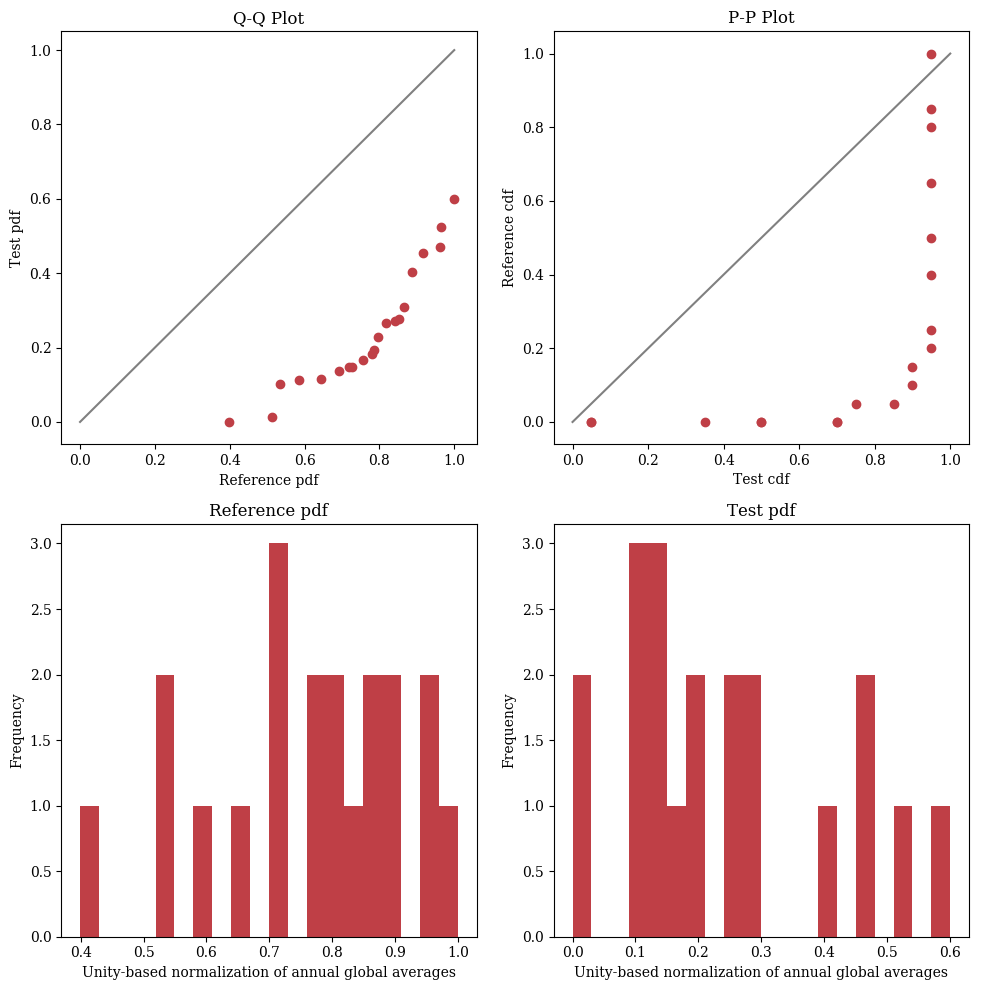 Q-Q Plot
1.0
0.8
0.6
0.4
0.2
0.0
Test pdf
0.0 0.2 0.4 0.6 0.8 1.0
Reference pdf
P-P Plot
1.0
0.8
0.6
0.4
0.2
0.0
Reference cdf
0.0 0.2 0.4 0.6 0.8 1.0
Test cdf
Reference pdf
3.0
2.5
2.0
1.5
1.0
0.5
0.0
Frequency
0.4 0.5 0.6 0.7 0.8 0.9 1.0
Unity-based normalization of annual global averages
Test pdf
3.0
2.5
2.0
1.5
1.0
0.5
0.0
Frequency
0.0 0.1 0.2 0.3 0.4 0.5 0.6
Unity-based normalization of annual global averages